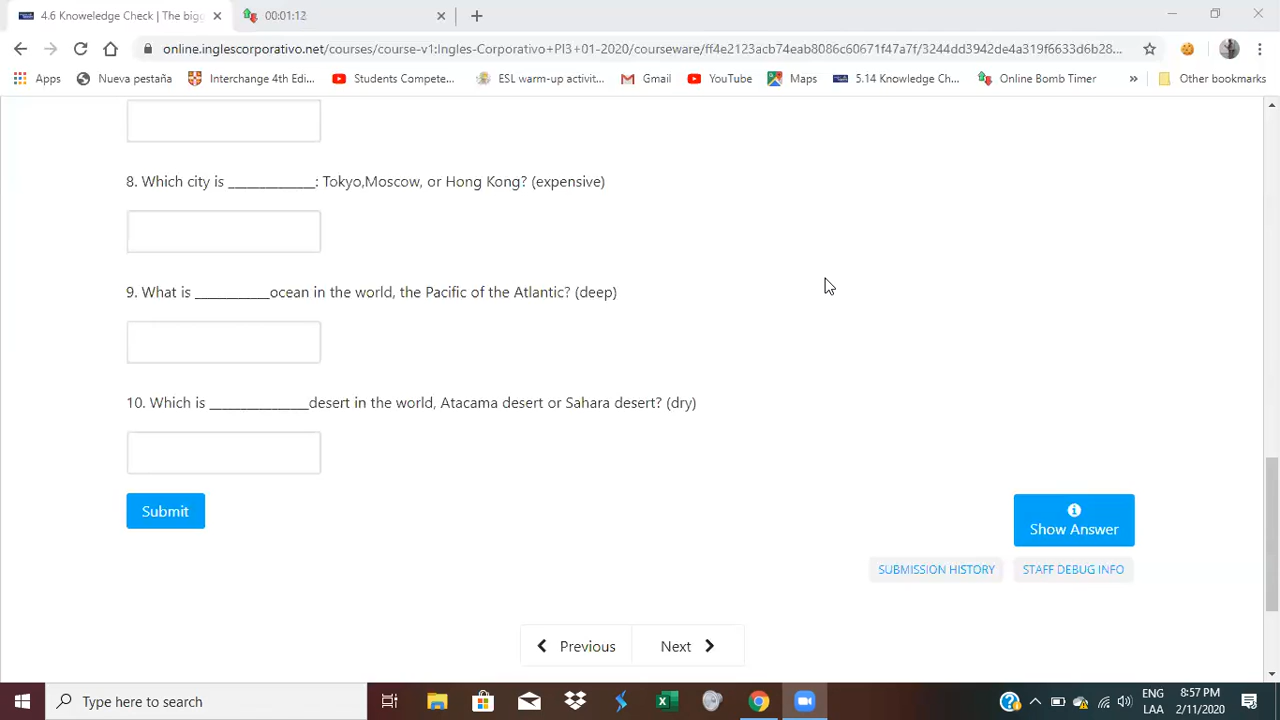 4.6 Knoweledge Check | The bigg
00:01:12
online.inglescorporativo.net/courses/course-v1:Ingles-Corporativo+PI3+01-2020/courseware/ff4e2123acb74eab8086c60671f47a7f/3244dd3942de4a319f6633d6b28...
Apps
Nueva pestaña
Interchange 4th Edi...
Students Compete...
ESL warm-up activit...
Gmail
YouTube
Maps
5.14 Knowledge Ch...
Online Bomb Timer
»
Other bookmarks
8. Which city is _____________: Tokyo,Moscow, or Hong Kong? (expensive)
9. What is ___________ocean in the world, the Pacific of the Atlantic? (deep)
10. Which is _______________desert in the world, Atacama desert or Sahara desert? (dry)
Submit
Show Answer
SUBMISSION HISTORY
STAFF DEBUG INFO
Previous
Next
Type here to search
ENG
8:57 PM
LAA
2/11/2020